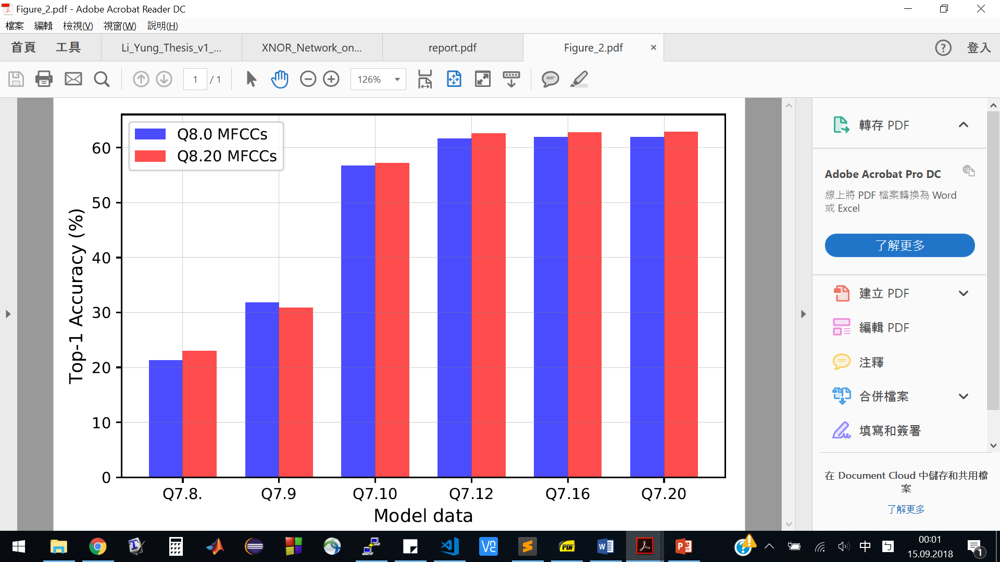 Figure_2.pdf - Adobe Acrobat Reader DC
檔案 編輯 檢視(V) 視窗(W) 說明(H)
首頁 工具 Li_Yung_Thesis_v1_... XNOR_Network_on... report.pdf Figure_2.pdf × ? 登入
1 / 1 126%
Q8.0 MFCCs
Q8.20 MFCCs
Top-1 Accuracy (%)
60
50
40
30
20
10
0
Q7.8. Q7.9 Q7.10 Q7.12 Q7.16 Q7.20
Model data
轉存 PDF
Adobe Acrobat Pro DC
線上將 PDF 檔案轉換為 Word
或 Excel
了解更多
建立 PDF
編輯 PDF
注釋
合併檔案
填寫和簽署
在 Document Cloud 中儲存和共用檔
案
了解更多
PDF
中 ㄅ
00:01
15.09.2018
1